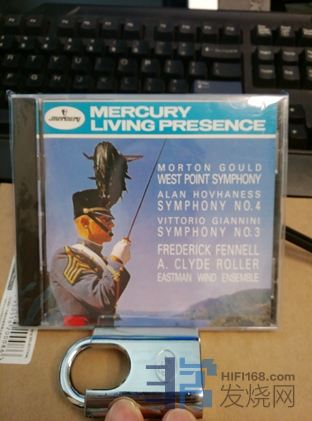 Mercury
MERCURY
LIVING PRESENCE
MORTON GOULD
WEST POINT SYMPHONY
ALAN HOVHANESS
SYMPHONY NO. 4
VITTORIO GIANNINI
SYMPHONY NO. 3
FREDERICK FENNELL
A. CLYDE ROLLER
EASTMAN WIND ENSEMBLE
HIFI168.com
发烧网